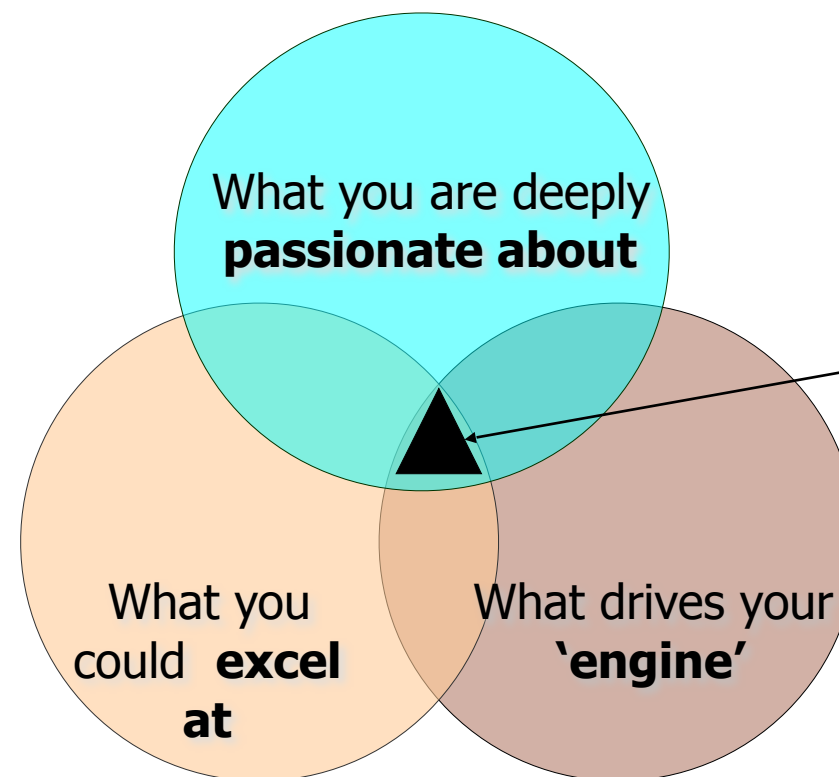 What you are deeply
passionate about
What you
could excel
at
What drives your
‘engine’